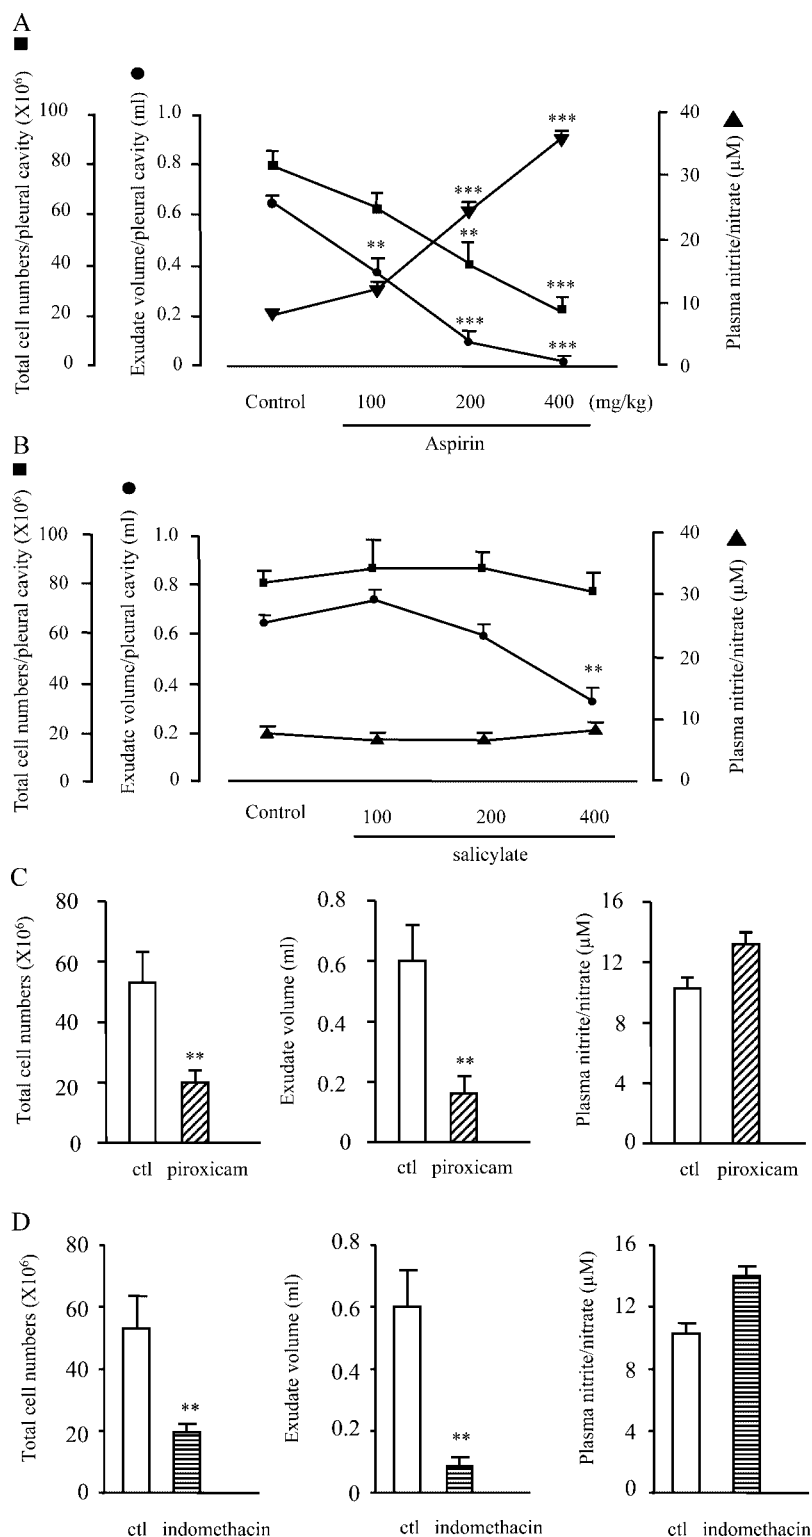 A
Total cell numbers/pleural cavity (X10⁶)
100
80
60
40
20
0
Exudate volume/pleural cavity (ml)
1.0
0.8
0.6
0.4
0.2
0
**
***
**
***
***
***
***
40
30
20
10
0
Plasma nitrite/nitrate (µM)
Control 100 200 400 (mg/kg)
Aspirin
B
Total cell numbers/pleural cavity (X10⁶)
100
80
60
40
20
0
Exudate volume/pleural cavity (ml)
1.0
0.8
0.6
0.4
0.2
0
**
40
30
20
10
0
Plasma nitrite/nitrate (µM)
Control 100 200 400
salicylate
C
Total cell numbers (X10⁶)
80
60
40
20
0
**
ctl piroxicam
Exudate volume (ml)
0.8
0.6
0.4
0.2
0
**
ctl piroxicam
Plasma nitrite/nitrate (µM)
16
12
8
4
0
ctl piroxicam
D
Total cell numbers (X10⁶)
80
60
40
20
0
**
ctl indomethacin
Exudate volume (ml)
0.8
0.6
0.4
0.2
0
**
ctl indomethacin
Plasma nitrite/nitrate (µM)
16
12
8
4
0
ctl indomethacin